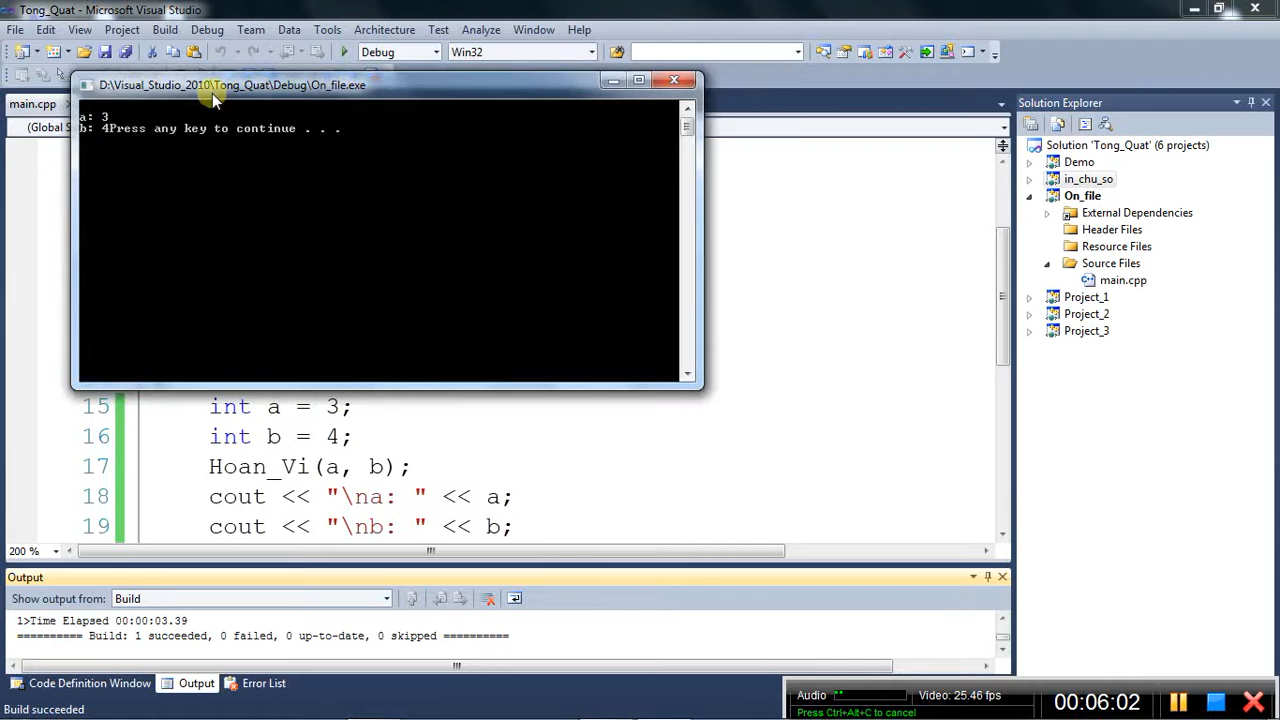 Tong_Quat - Microsoft Visual Studio
File Edit View Project Build Debug Team Data Tools Architecture Test Analyze Window Help
Debug Win32
D:\Visual_Studio_2010\Tong_Quat\Debug\On_file.exe
main.cpp
(Global S
a: 3
b: 4Press any key to continue . . .
15 int a = 3;
16 int b = 4;
17 Hoan_Vi(a, b);
18 cout << "\na: " << a;
19 cout << "\nb: " << b;
200 %
Solution Explorer
Solution 'Tong_Quat' (6 projects)
Demo
in_chu_so
On_file
External Dependencies
Header Files
Resource Files
Source Files
main.cpp
Project_1
Project_2
Project_3
Output
Show output from: Build
1>Time Elapsed 00:00:03.39
========== Build: 1 succeeded, 0 failed, 0 up-to-date, 0 skipped ==========
Code Definition Window Output Error List
Build succeeded
Audio Video: 25.46 fps
Press Ctrl+Alt+C to cancel
00:06:02